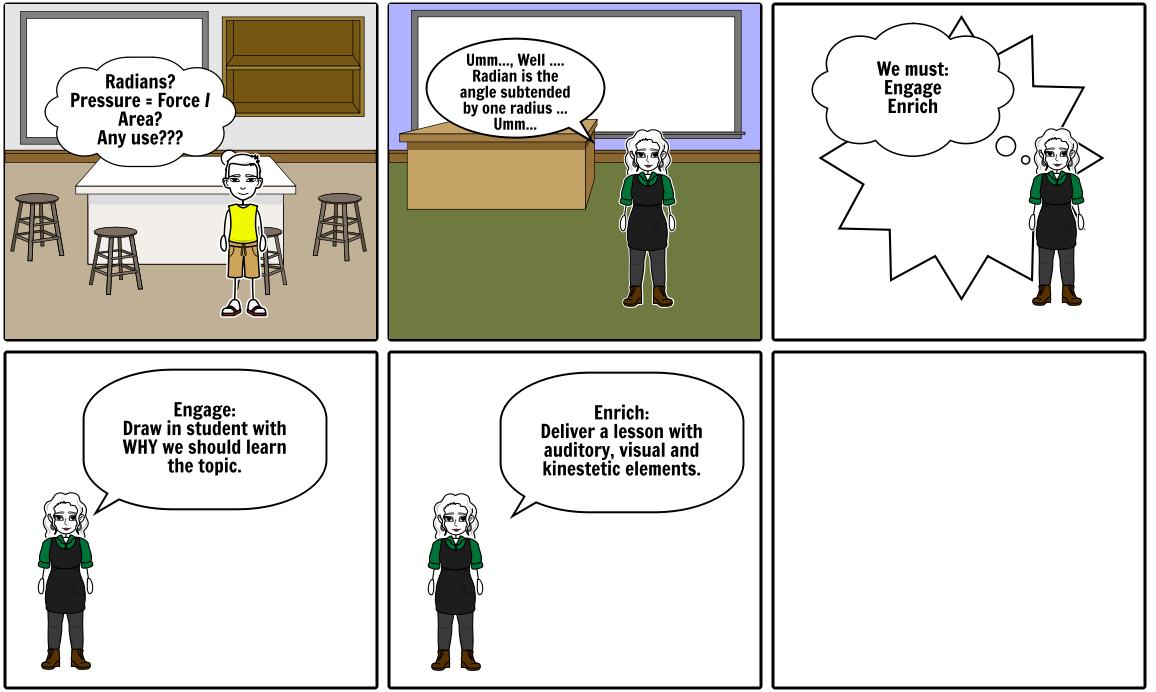 Radians?
Pressure = Force /
Area?
Any use???
Umm..., Well ....
Radian is the
angle subtended
by one radius ...
Umm...
We must:
Engage
Enrich
Engage:
Draw in student with
WHY we should learn
the topic.
Enrich:
Deliver a lesson with
auditory, visual and
kinestetic elements.